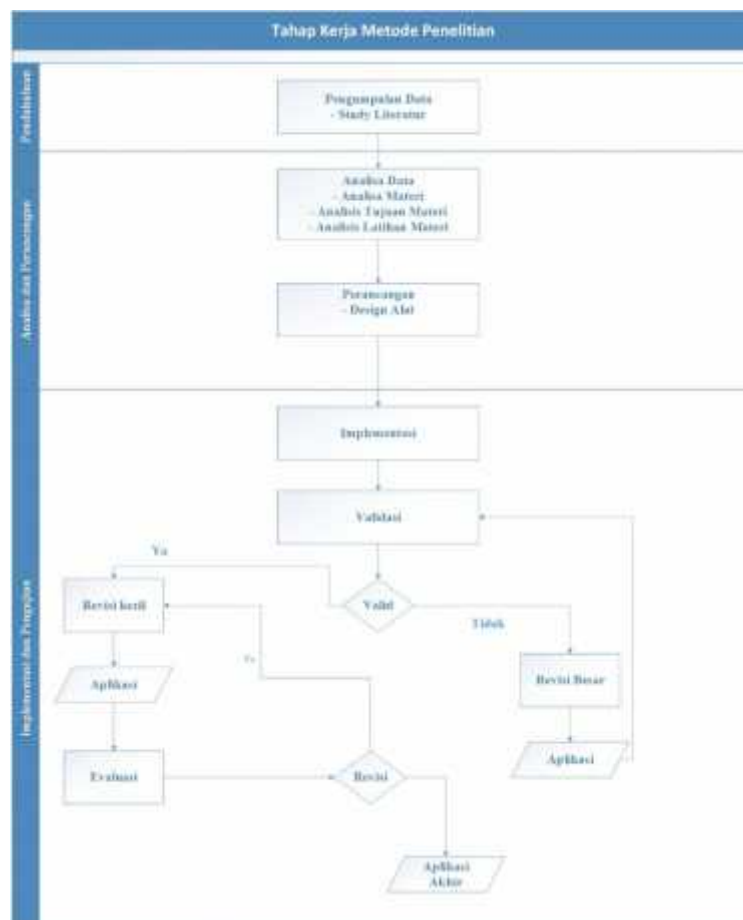 Tahap Kerja Metode Penelitian
Pendahuluan
Pengumpulan Data
- Study Literatur
Analisa dan Perancangan
Analisa Data
- Analisa Materi
- Analisis Tujuan Materi
- Analisis Latihan Materi
Perancangan
- Design Alat
Implementasi dan Pengujian
Implementasi
Validasi
Ya
Valid
Revisi kecil
Tidak
Ya
Aplikasi
Revisi Besar
Evaluasi
Revisi
Aplikasi
Aplikasi
Akhir